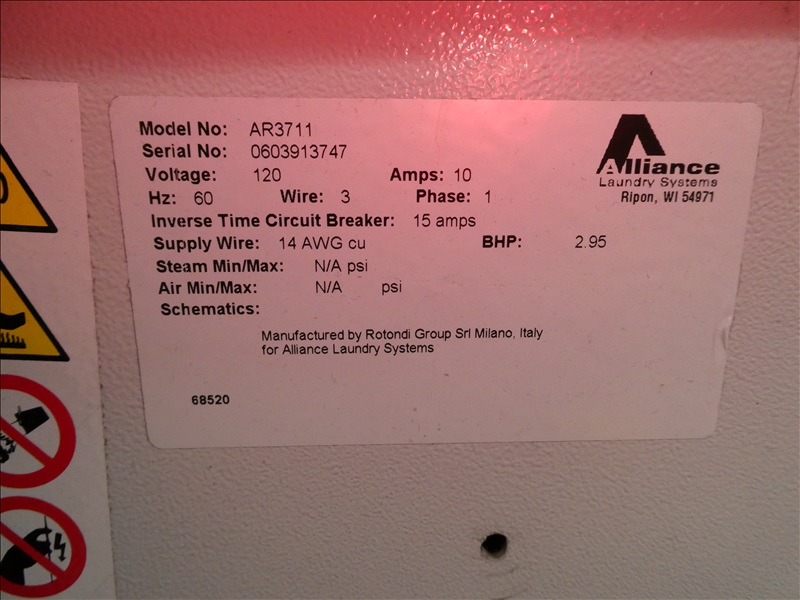 Model No: AR3711
Serial No: 0603913747
Voltage: 120 Amps: 10
Hz: 60 Wire: 3 Phase: 1
Inverse Time Circuit Breaker: 15 amps
Supply Wire: 14 AWG cu BHP: 2.95
Steam Min/Max: N/A psi
Air Min/Max: N/A psi
Schematics:
Manufactured by Rotondi Group Srl Milano, Italy
for Alliance Laundry Systems
68520
Alliance
Laundry Systems
Ripon, WI 54971